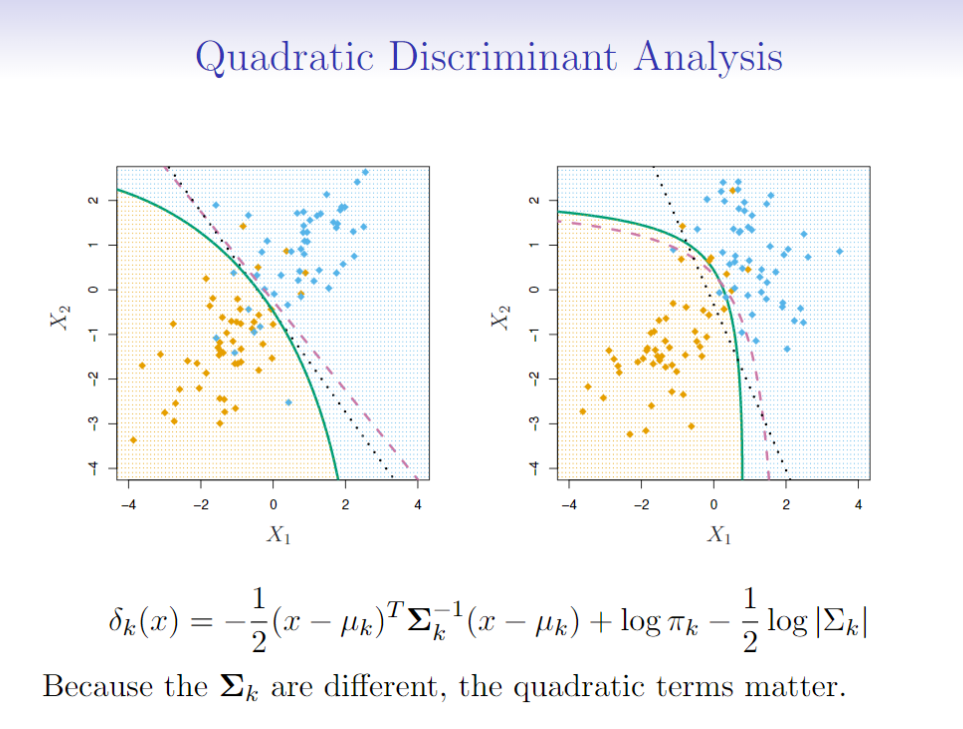 Quadratic Discriminant Analysis
2
1
0
−1
−2
−3
−4
X₂
−4 −2 0 2 4
X₁
2
1
0
−1
−2
−3
−4
X₂
−4 −2 0 2 4
X₁
δₖ(x) = −1/2 (x − μₖ)ᵀ Σₖ⁻¹ (x − μₖ) + log πₖ − 1/2 log |Σₖ|
Because the Σₖ are different, the quadratic terms matter.